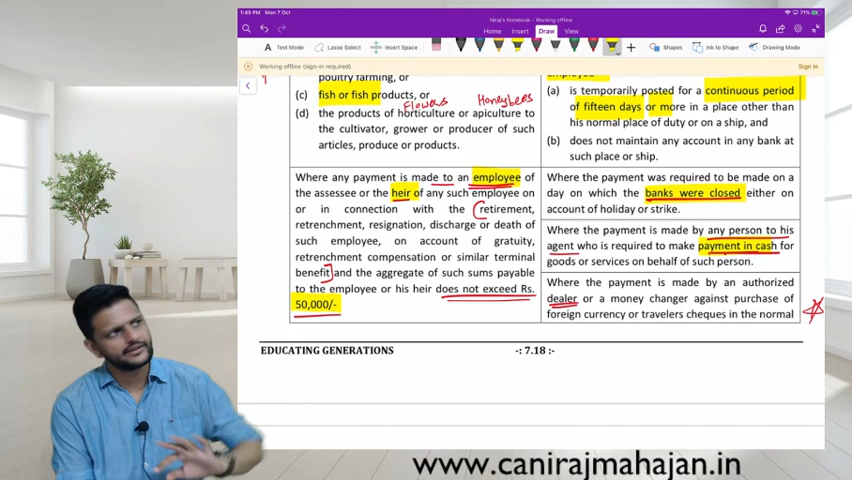 1:45 PM Mon 7 Oct
71%
Niraj's Notebook - Working offline
Home Insert Draw View
Text Mode Lasso Select Insert Space Shapes Ink to Shape Drawing Mode
Working offline (sign-in required) Sign in
poultry farming, or
(c) fish or fish products, or
Flowers Honeybees
(d) the products of horticulture or apiculture to
the cultivator, grower or producer of such
articles, produce or products.
Where any payment is made to an employee of
the assessee or the heir of any such employee on
or in connection with the retirement,
retrenchment, resignation, discharge or death of
such employee, on account of gratuity,
retrenchment compensation or similar terminal
benefit and the aggregate of such sums payable
to the employee or his heir does not exceed Rs.
50,000/-
employee
(a) is temporarily posted for a continuous period
of fifteen days or more in a place other than
his normal place of duty or on a ship, and
(b) does not maintain any account in any bank at
such place or ship.
Where the payment was required to be made on a
day on which the banks were closed either on
account of holiday or strike.
Where the payment is made by any person to his
agent who is required to make payment in cash for
goods or services on behalf of such person.
Where the payment is made by an authorized
dealer or a money changer against purchase of
foreign currency or travelers cheques in the normal
EDUCATING GENERATIONS -: 7.18 :-
www.canirajmahajan.in